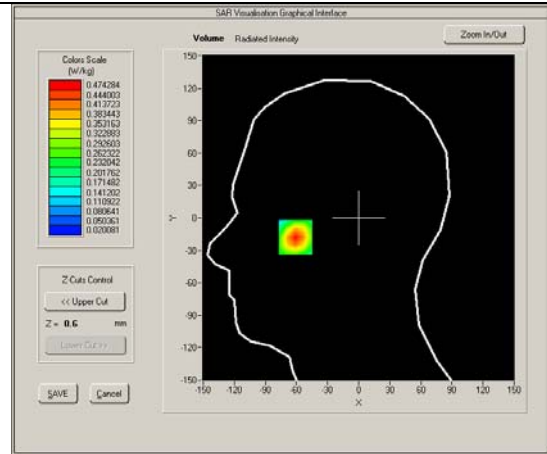 SAR Visualisation Graphical Interface
Volume Radiated Intensity
Zoom In/Out
Colors Scale
(W/kg)
0.474284
0.444003
0.413723
0.383443
0.353163
0.322883
0.292603
0.262322
0.232042
0.201762
0.171482
0.141202
0.110922
0.080641
0.050361
0.020081
Z Cuts Control
<< Upper Cut
Z = 0.6 mm
Lower Cut >>
SAVE Cancel
150
120
90
60
30
0
-30
-60
-90
-120
-150
Y
-150 -120 -90 -60 -30 0 30 60 90 120 150
X